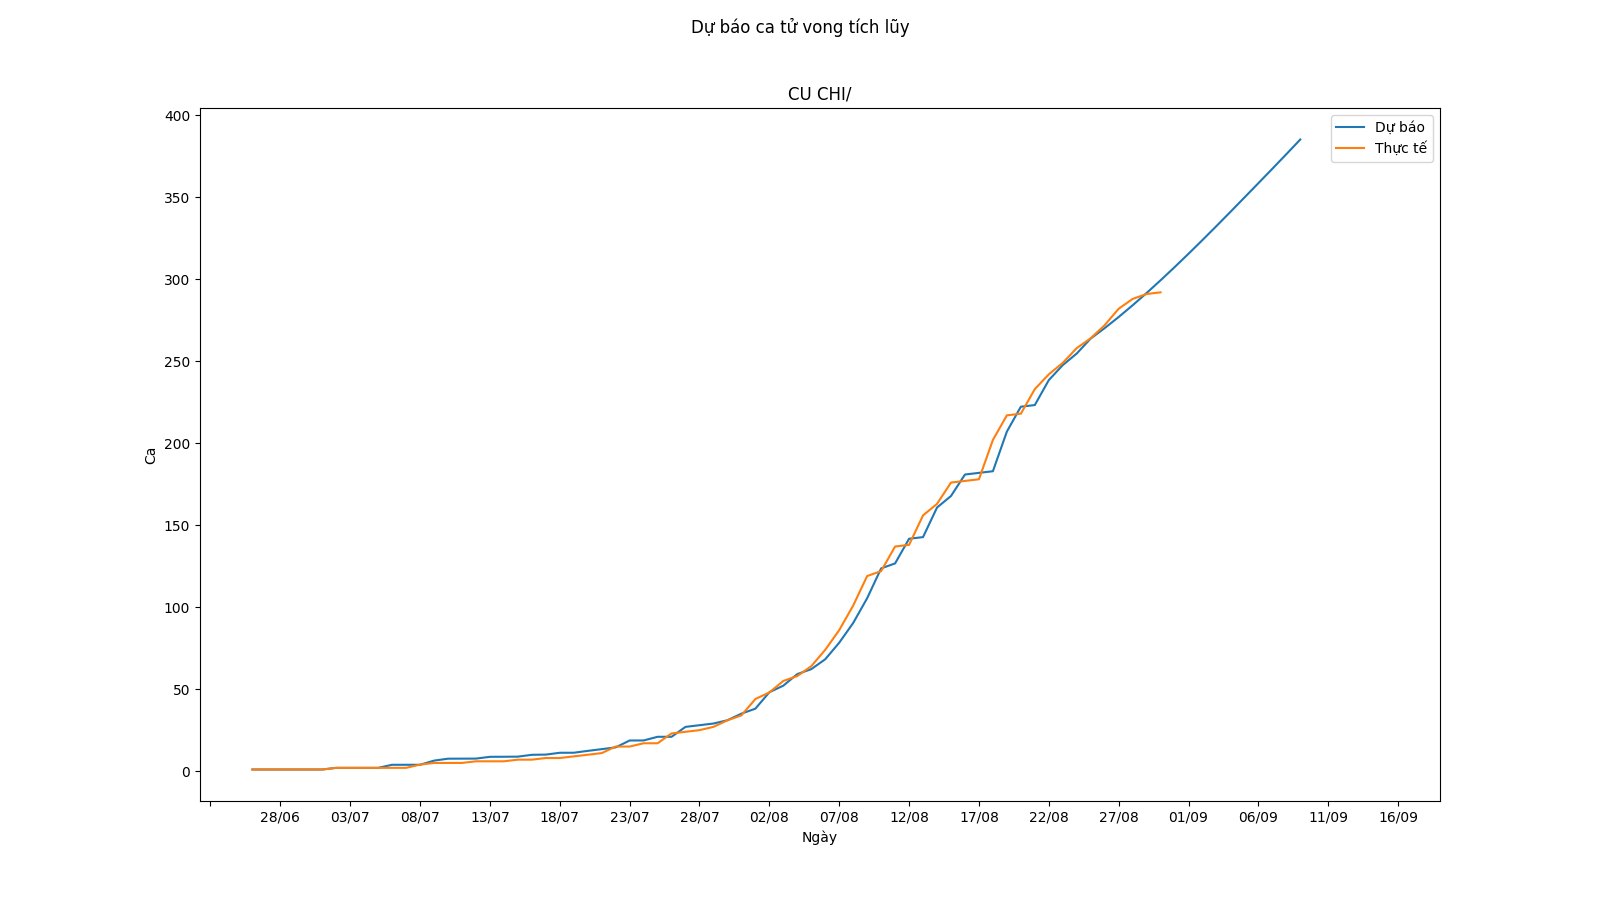 Dự báo ca tử vong tích lũy
CU CHI/
400
350
300
250
200
150
100
50
0
Ca
Dự báo
Thực tế
28/06 03/07 08/07 13/07 18/07 23/07 28/07 02/08 07/08 12/08 17/08 22/08 27/08 01/09 06/09 11/09 16/09
Ngày